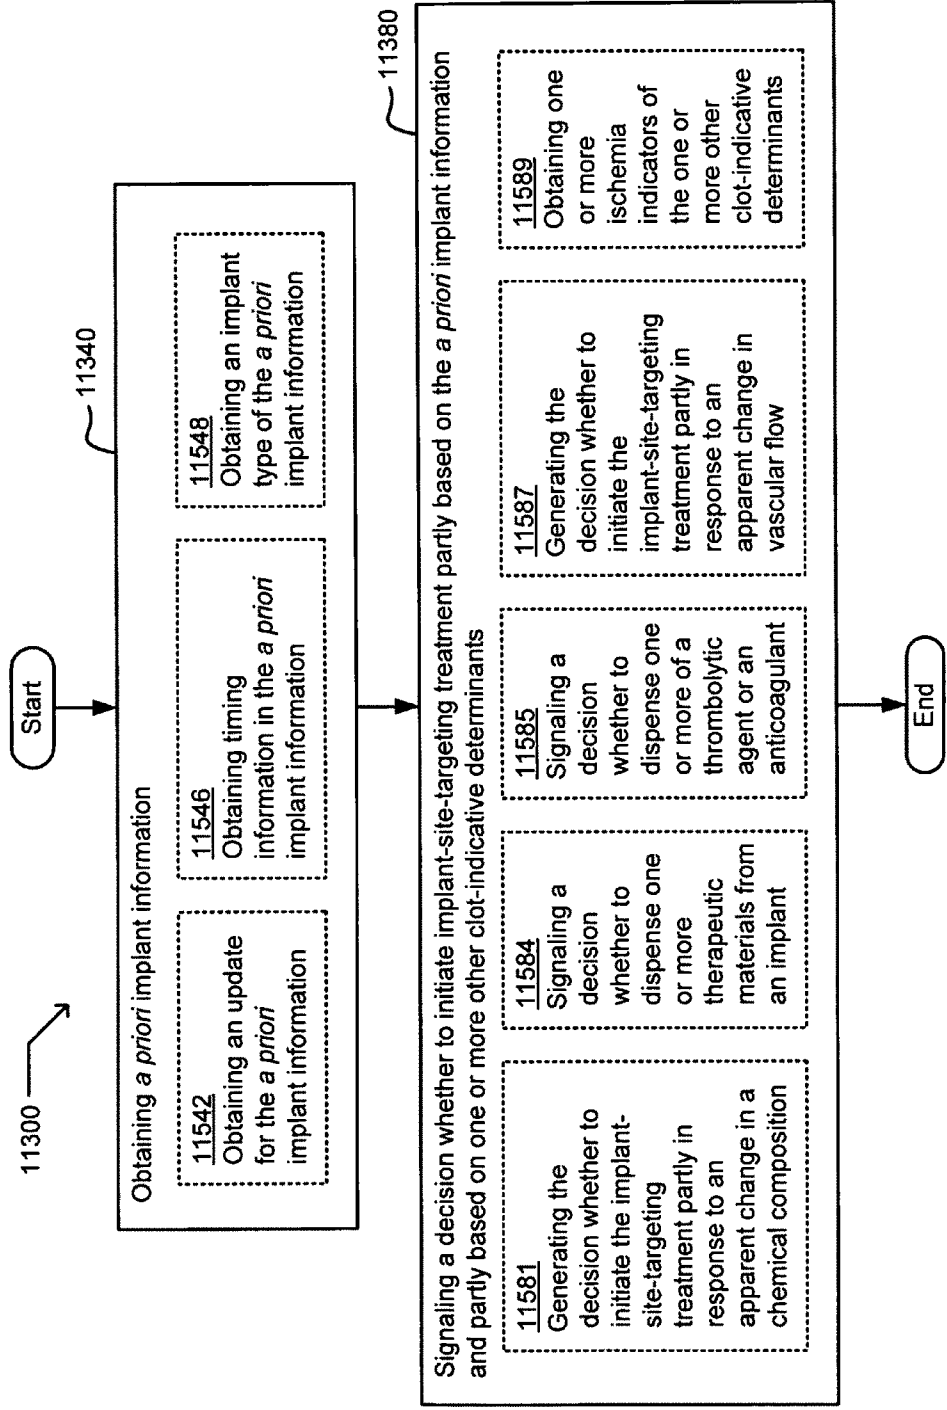 11300
Start
11340
Obtaining a priori implant information
11542
Obtaining an update
for the a priori
implant information
11546
Obtaining timing
information in the a priori
implant information
11548
Obtaining an implant
type of the a priori
implant information
11380
Signaling a decision whether to initiate implant-site-targeting treatment partly based on the a priori implant information
and partly based on one or more other clot-indicative determinants
11581
Generating the
decision whether to
initiate the implant-
site-targeting
treatment partly in
response to an
apparent change in a
chemical composition
11584
Signaling a
decision
whether to
dispense one
or more
therapeutic
materials from
an implant
11585
Signaling a
decision
whether to
dispense one
or more of a
thrombolytic
agent or an
anticoagulant
11587
Generating the
decision whether to
initiate the
implant-site-targeting
treatment partly in
response to an
apparent change in
vascular flow
11589
Obtaining one
or more
ischemia
indicators of
the one or
more other
clot-indicative
determinants
End